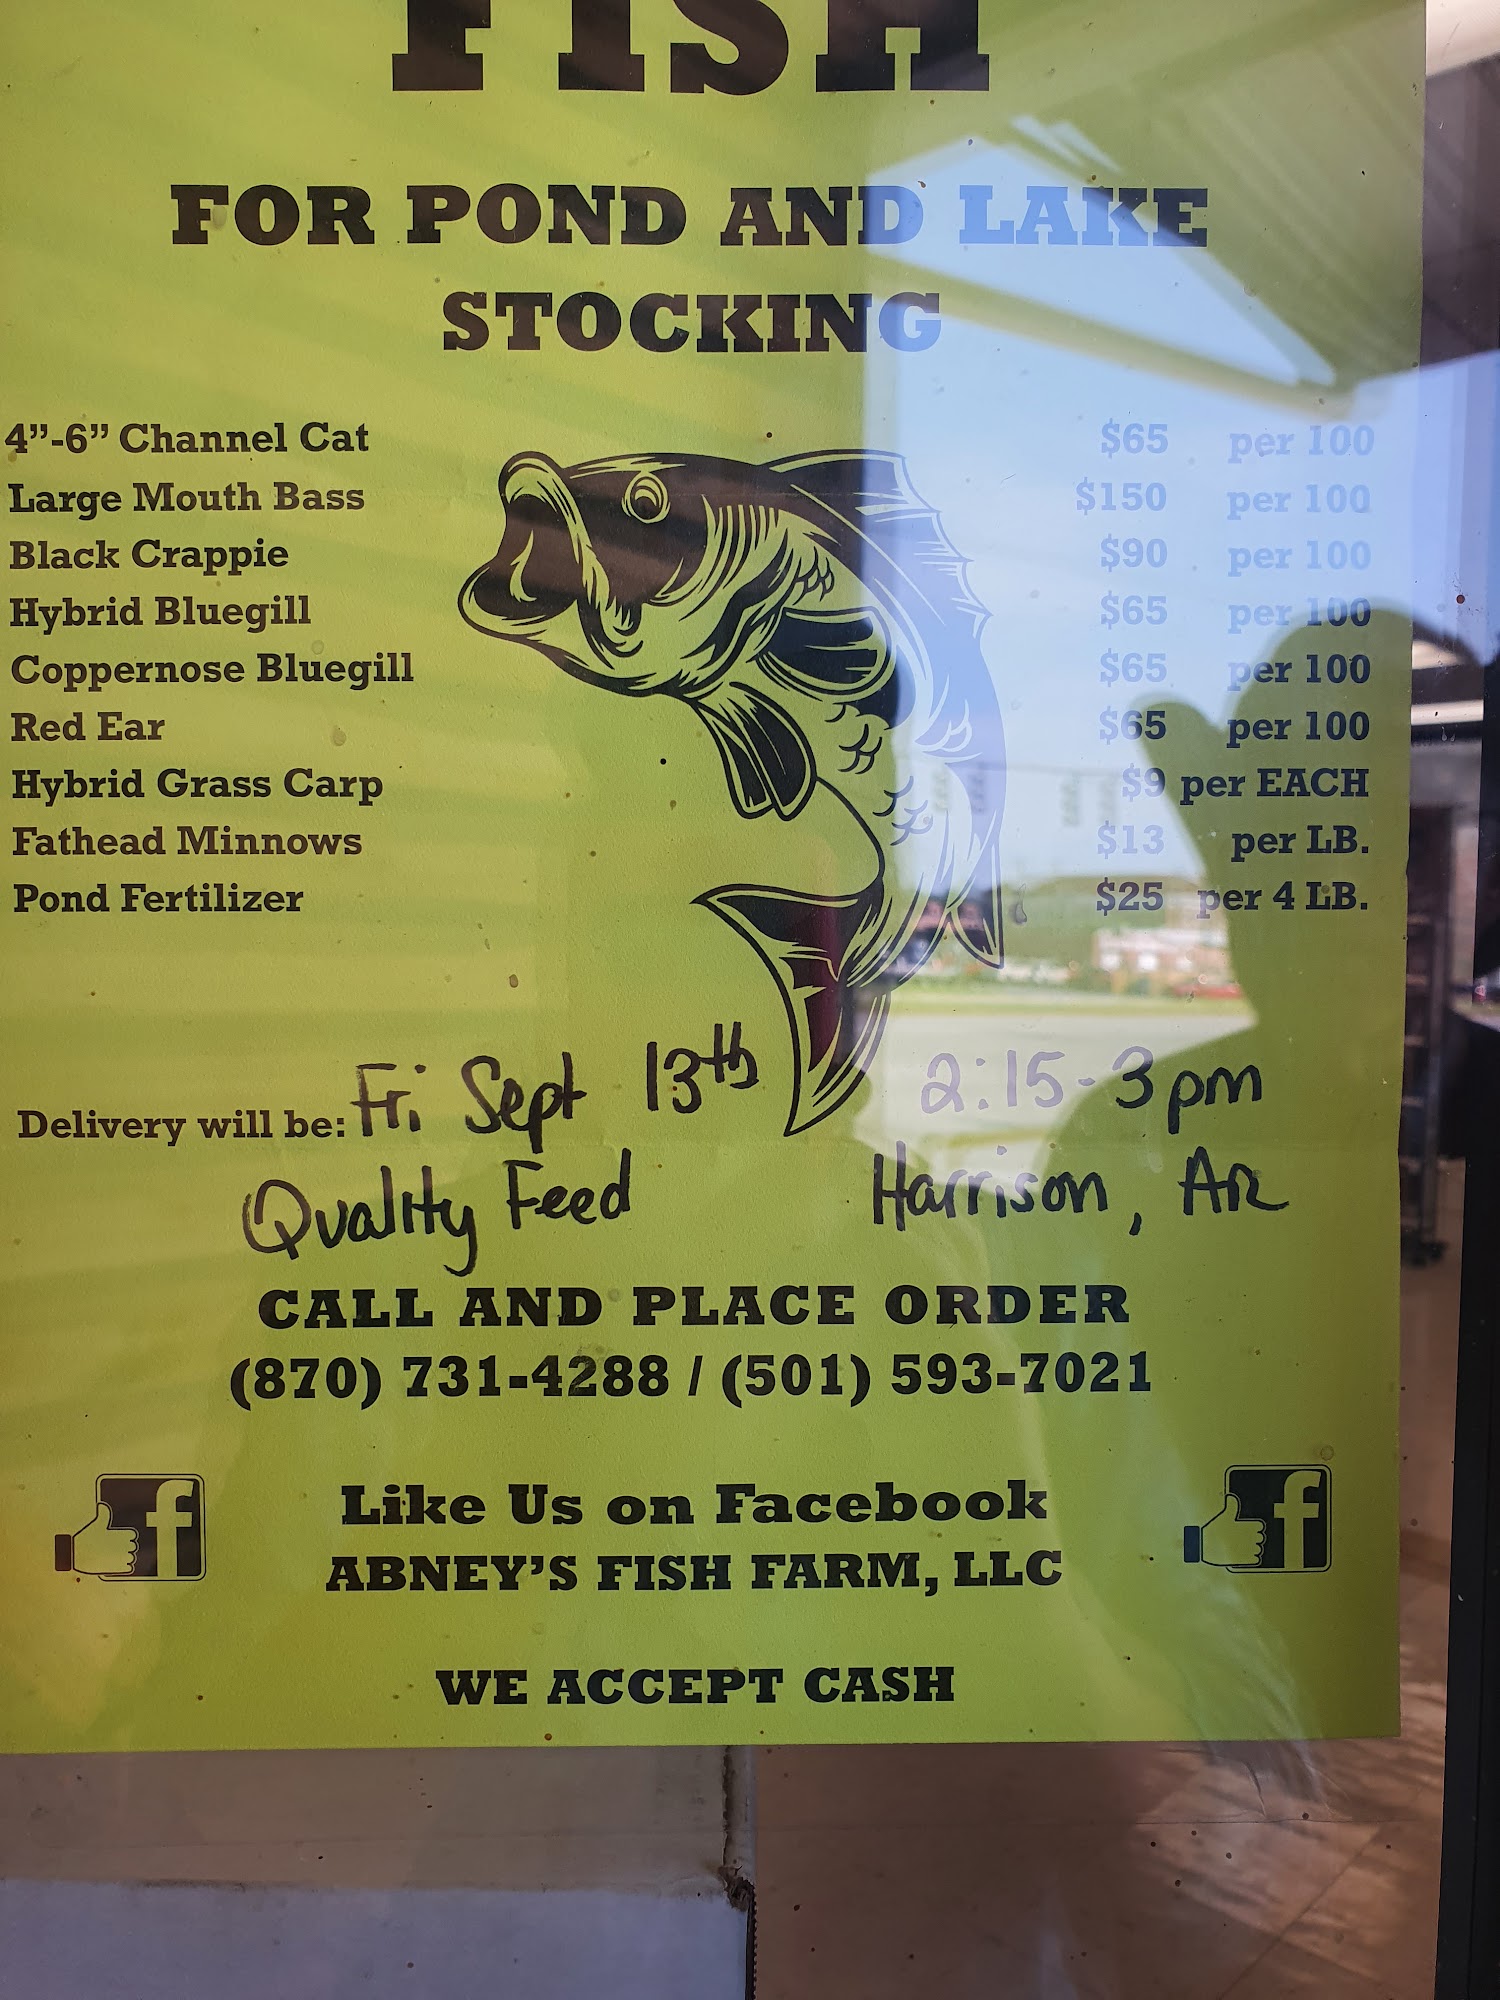 FISH
FOR POND AND LAKE
STOCKING
4”-6” Channel Cat $65 per 100
Large Mouth Bass $150 per 100
Black Crappie $90 per 100
Hybrid Bluegill $65 per 100
Coppernose Bluegill $65 per 100
Red Ear $65 per 100
Hybrid Grass Carp $9 per EACH
Fathead Minnows $13 per LB.
Pond Fertilizer $25 per 4 LB.
Delivery will be: Fri Sept 13th 2:15-3pm
Quality Feed Harrison, AR
CALL AND PLACE ORDER
(870) 731-4288 / (501) 593-7021
Like Us on Facebook
ABNEY’S FISH FARM, LLC
WE ACCEPT CASH